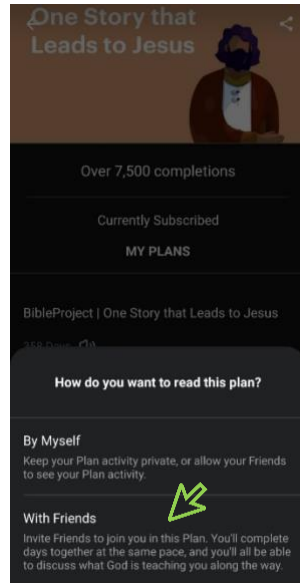 One Story that
Leads to Jesus
Over 7,500 completions
Currently Subscribed
MY PLANS
BibleProject | One Story that Leads to Jesus
358 Days
How do you want to read this plan?
By Myself
Keep your Plan activity private, or allow your Friends
to see your Plan activity.
With Friends
Invite Friends to join you in this Plan. You'll complete
days together at the same pace, and you'll all be able
to discuss what God is teaching you along the way.